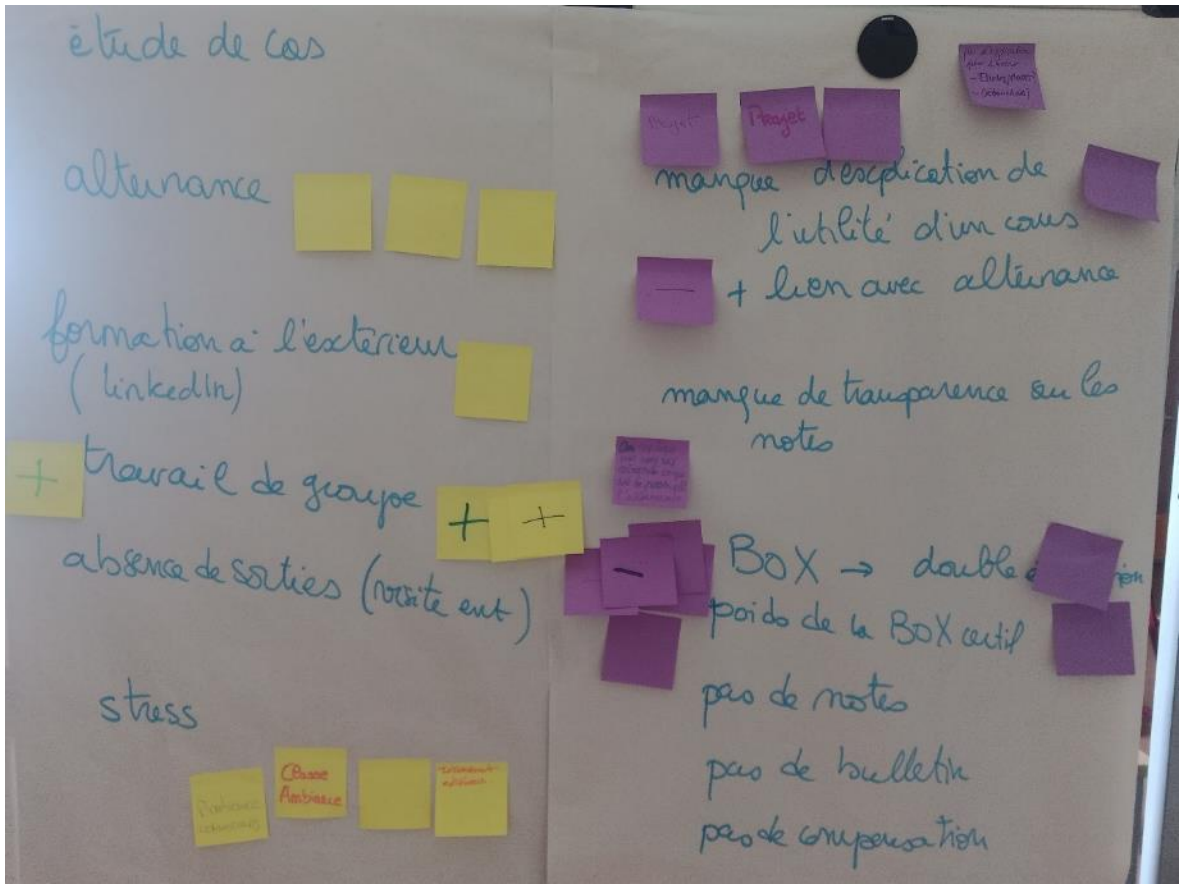 étude de cas
alternance
formation à l'extérieur
(linkedIn)
+
travail de groupe
+
+
absence de sorties (visite ent)
stress
Classe
Ambiance
Projet
Projet
manque d'explication de
l'utilité d'un cours
-
+ lien avec alternance
manque de transparence sur les
notes
-
BOX → double
poids de la BOX certif
pas de notes
pas de bulletin
pas de compensation